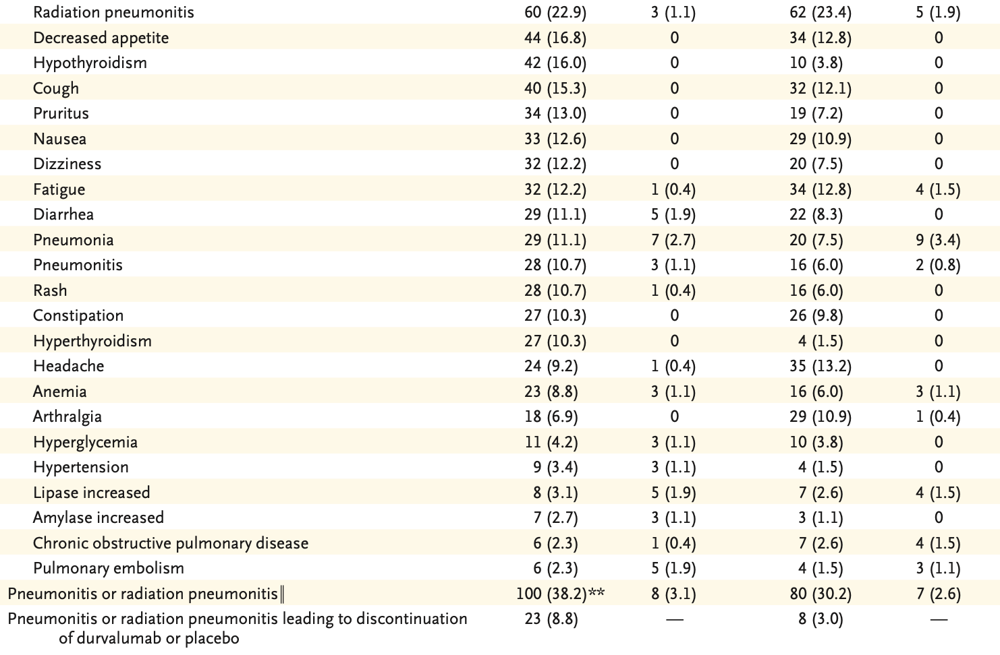 Radiation pneumonitis 60 (22.9) 3 (1.1) 62 (23.4) 5 (1.9)
Decreased appetite 44 (16.8) 0 34 (12.8) 0
Hypothyroidism 42 (16.0) 0 10 (3.8) 0
Cough 40 (15.3) 0 32 (12.1) 0
Pruritus 34 (13.0) 0 19 (7.2) 0
Nausea 33 (12.6) 0 29 (10.9) 0
Dizziness 32 (12.2) 0 20 (7.5) 0
Fatigue 32 (12.2) 1 (0.4) 34 (12.8) 4 (1.5)
Diarrhea 29 (11.1) 5 (1.9) 22 (8.3) 0
Pneumonia 29 (11.1) 7 (2.7) 20 (7.5) 9 (3.4)
Pneumonitis 28 (10.7) 3 (1.1) 16 (6.0) 2 (0.8)
Rash 28 (10.7) 1 (0.4) 16 (6.0) 0
Constipation 27 (10.3) 0 26 (9.8) 0
Hyperthyroidism 27 (10.3) 0 4 (1.5) 0
Headache 24 (9.2) 1 (0.4) 35 (13.2) 0
Anemia 23 (8.8) 3 (1.1) 16 (6.0) 3 (1.1)
Arthralgia 18 (6.9) 0 29 (10.9) 1 (0.4)
Hyperglycemia 11 (4.2) 3 (1.1) 10 (3.8) 0
Hypertension 9 (3.4) 3 (1.1) 4 (1.5) 0
Lipase increased 8 (3.1) 5 (1.9) 7 (2.6) 4 (1.5)
Amylase increased 7 (2.7) 3 (1.1) 3 (1.1) 0
Chronic obstructive pulmonary disease 6 (2.3) 1 (0.4) 7 (2.6) 4 (1.5)
Pulmonary embolism 6 (2.3) 5 (1.9) 4 (1.5) 3 (1.1)
Pneumonitis or radiation pneumonitis‖ 100 (38.2)** 8 (3.1) 80 (30.2) 7 (2.6)
Pneumonitis or radiation pneumonitis leading to discontinuation 23 (8.8) — 8 (3.0) —
of durvalumab or placebo